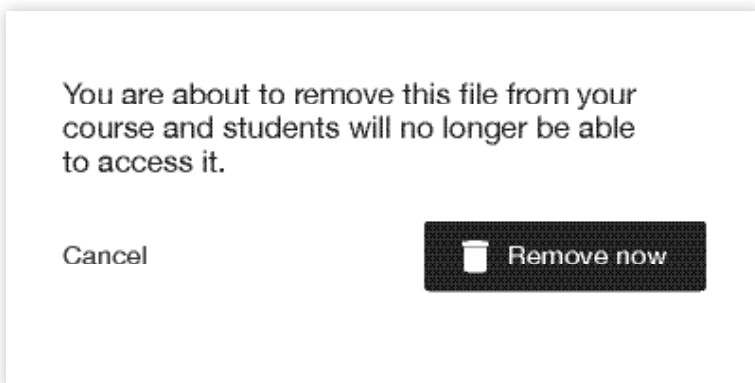 You are about to remove this file from your
course and students will no longer be able
to access it.
Cancel
Remove now